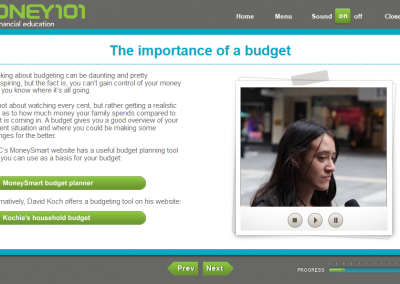 ONEY101
financial education
Home Menu Sound on off Close
The importance of a budget
king about budgeting can be daunting and pretty
spiring, but the fact is, you can't gain control of your money
you know where it's all going.
not about watching every cent, but rather getting a realistic
as to how much money your family spends compared to
t is coming in. A budget gives you a good overview of your
ent situation and where you could be making some
nges for the better.
C's MoneySmart website has a useful budget planning tool
you can use as a basis for your budget:
MoneySmart budget planner
rnatively, David Koch offers a budgeting tool on his website:
Kochie's household budget
Prev Next
PROGRESS